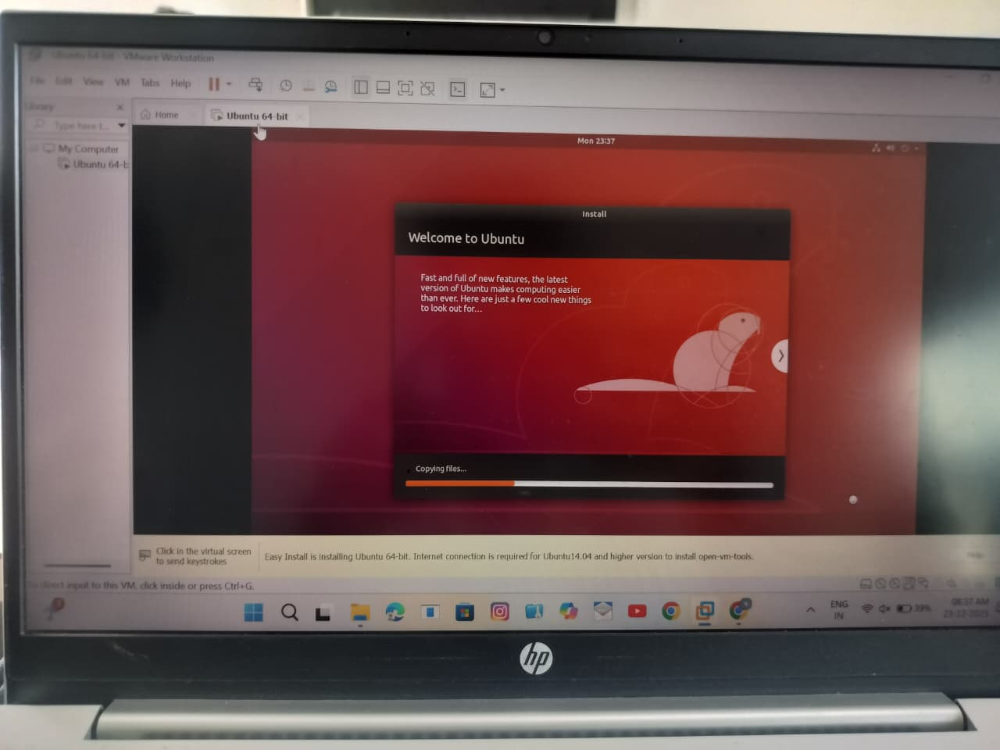 Ubuntu 64-bit - VMware Workstation
File Edit View VM Tabs Help
Library
Type here t...
My Computer
Ubuntu 64-b
Home
Ubuntu 64-bit
Mon 23:37
Install
Welcome to Ubuntu
Fast and full of new features, the latest
version of Ubuntu makes computing easier
than ever. Here are just a few cool new things
to look out for...
Copying files...
Click in the virtual screen
to send keystrokes
Easy Install is installing Ubuntu 64-bit. Internet connection is required for Ubuntu14.04 and higher version to install open-vm-tools.
Help
To direct input to this VM, click inside or press Ctrl+G.
ENG
IN
39%
08:37 AM
23-12-2025
hp